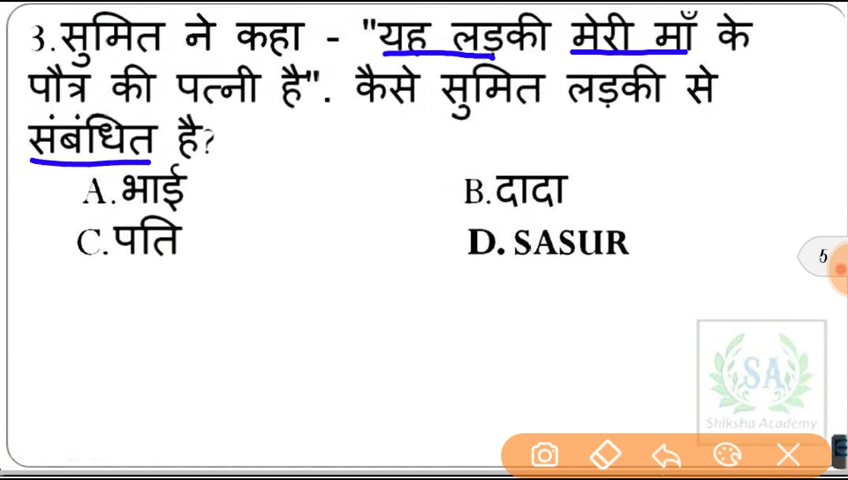 3.सुमित ने कहा - "यह लड़की मेरी माँ के
पौत्र की पत्नी है". कैसे सुमित लड़की से
संबंधित है?
A.भाई B.दादा
C.पति D. SASUR
5
SA
Shiksha Academy